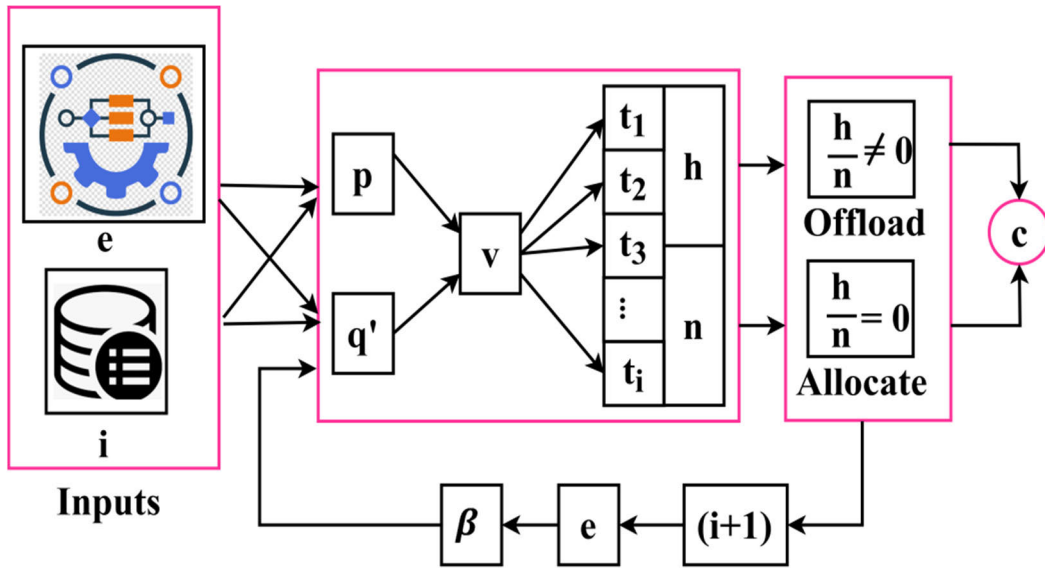 e
i
Inputs
p
q'
v
t₁
t₂
t₃
⋮
tᵢ
h
n
h/n ≠ 0
Offload
h/n = 0
Allocate
c
β
e
(i+1)